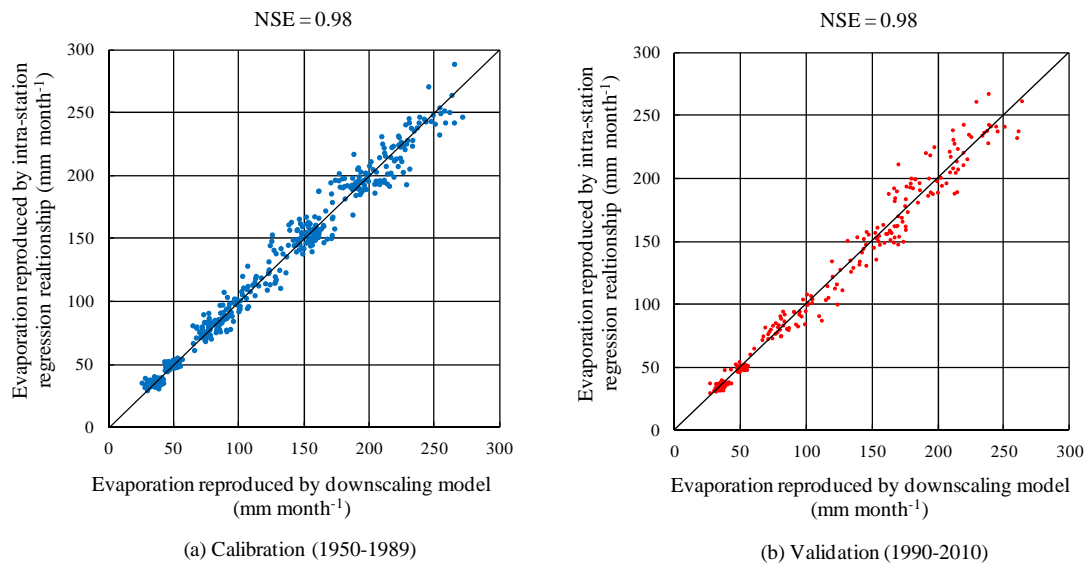 NSE = 0.98
Evaporation reproduced by intra-station
regression realtionship (mm month-1)
300
250
200
150
100
50
0
0 50 100 150 200 250 300
Evaporation reproduced by downscaling model
(mm month-1)
(a) Calibration (1950-1989)
NSE = 0.98
Evaporation reproduced by intra-station
regression realtionship (mm month-1)
300
250
200
150
100
50
0
0 50 100 150 200 250 300
Evaporation reproduced by downscaling model
(mm month-1)
(b) Validation (1990-2010)